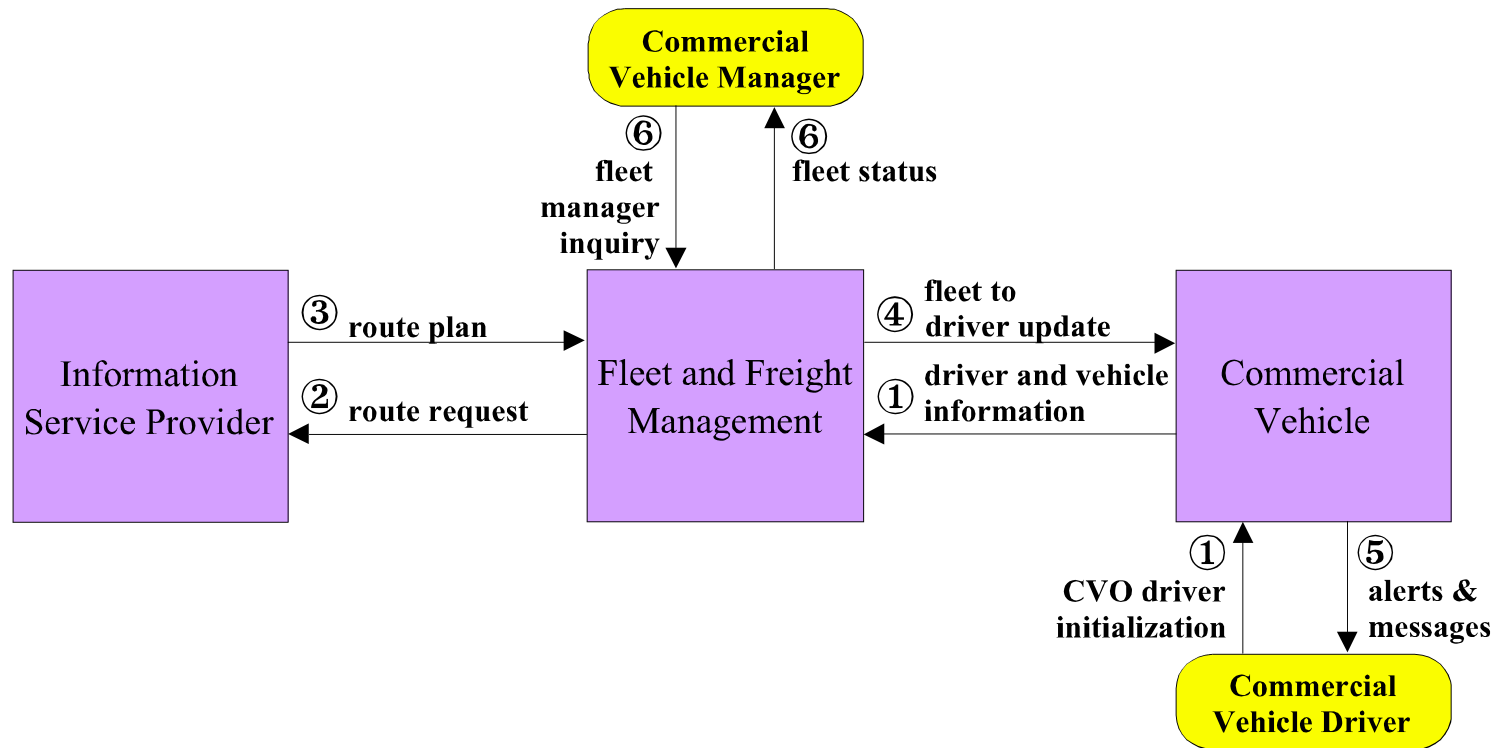 Commercial
Vehicle Manager
⑥
fleet
manager
inquiry
⑥
fleet status
Information
Service Provider
③
route plan
②
route request
Fleet and Freight
Management
④
fleet to
driver update
①
driver and vehicle
information
Commercial
Vehicle
①
CVO driver
initialization
⑤
alerts &
messages
Commercial
Vehicle Driver